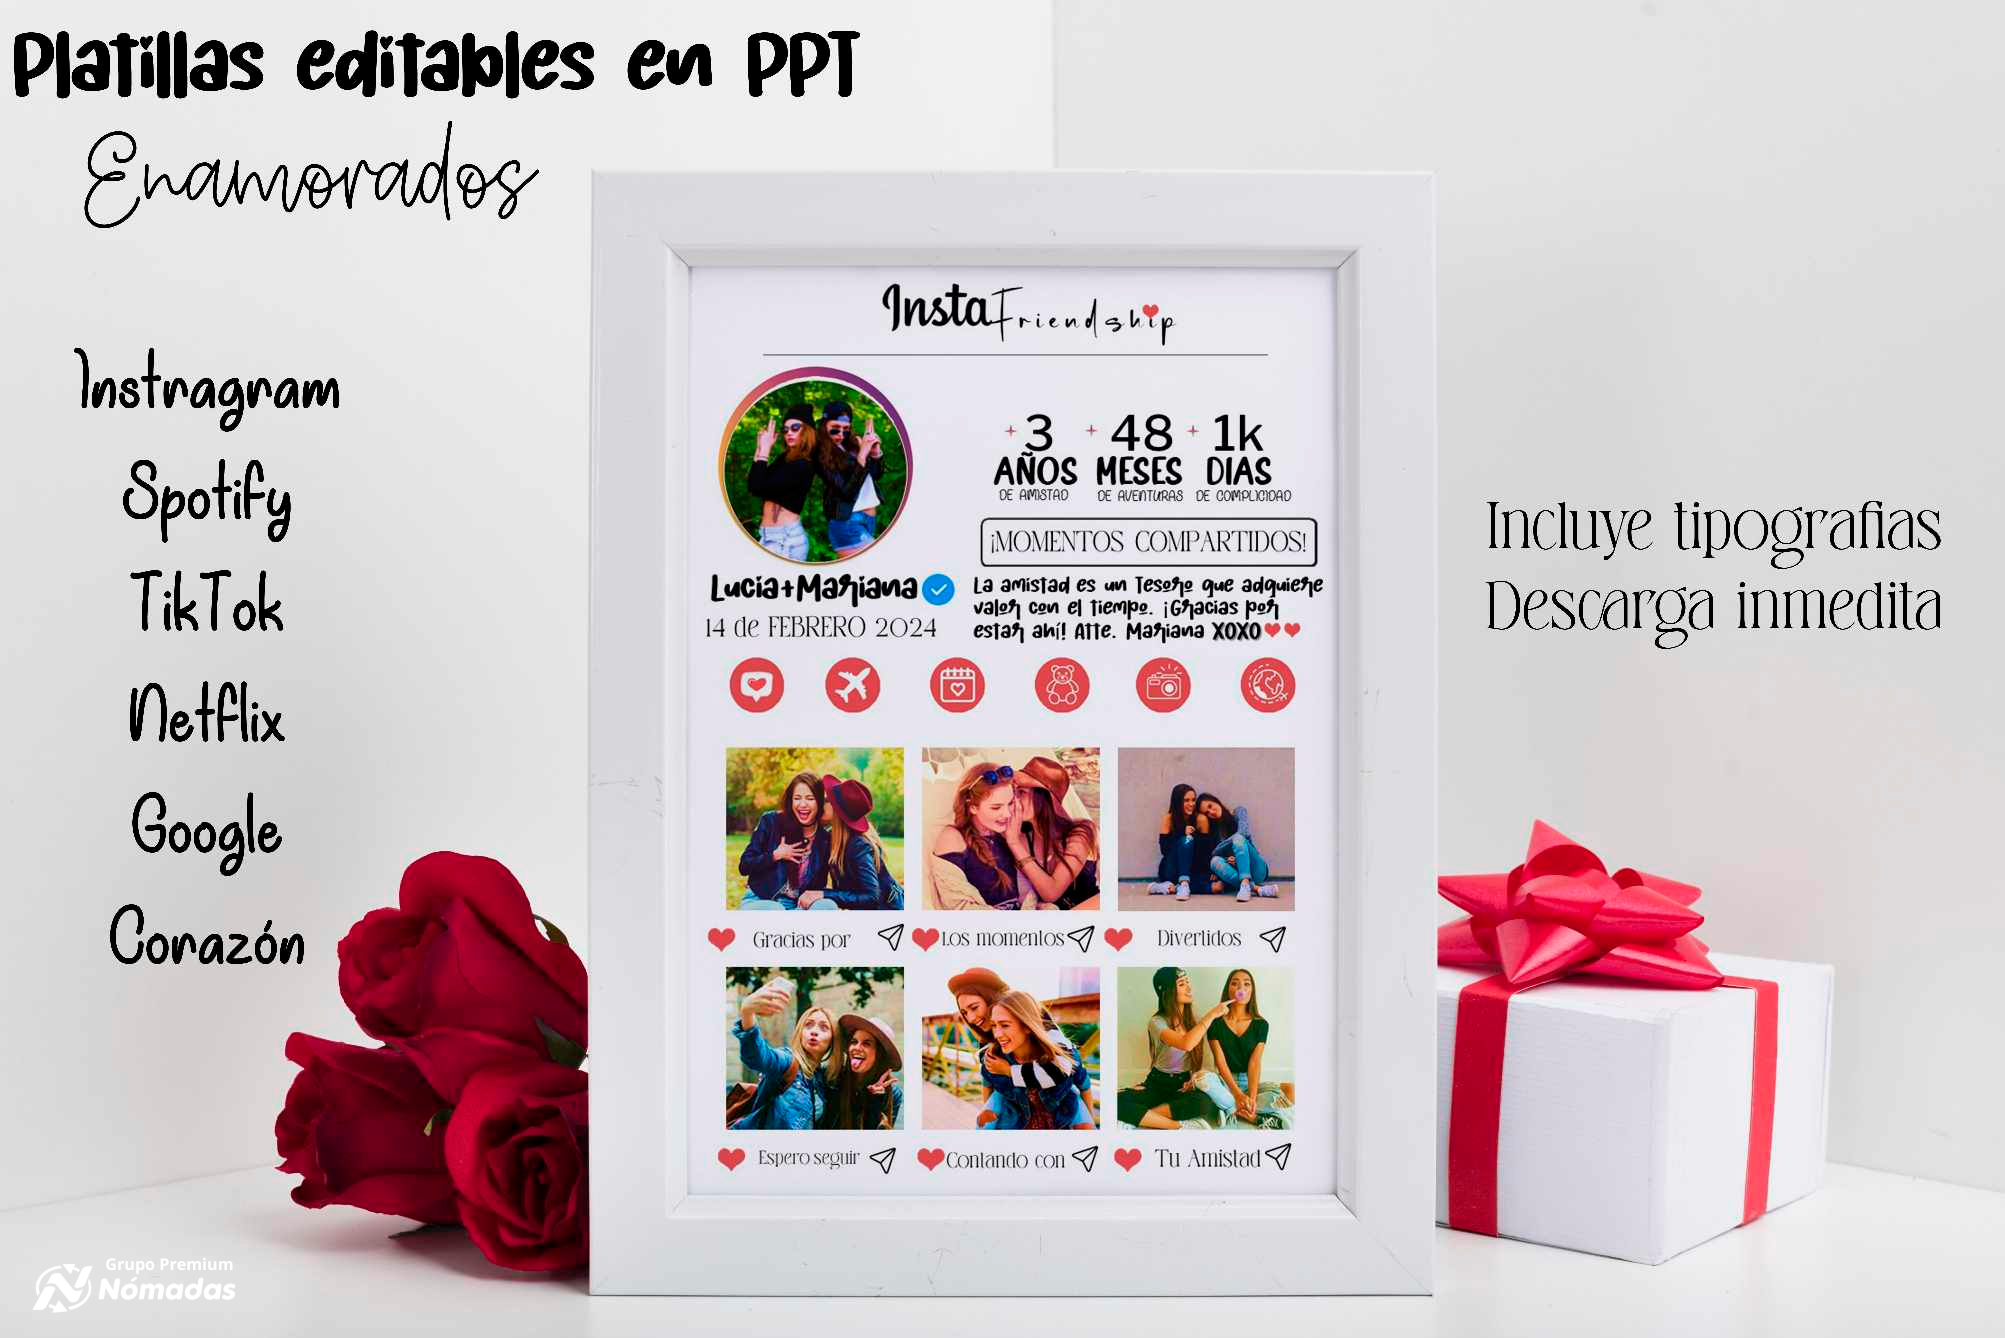 Platillas editables en PPT
Enamorados
Instragram
Spotify
TikTok
Netflix
Google
Corazón
Incluye tipografias
Descarga inmedita
InstaFriendship
+3 +48 +1k
AÑOS MESES DIAS
DE AMISTAD DE AVENTURAS DE COMPLICIDAD
¡MOMENTOS COMPARTIDOS!
Lucia+Mariana
14 de FEBRERO 2024
La amistad es un Tesoro que adquiere
valor con el tiempo. ¡Gracias por
estar ahí! Atte. Mariana XOXO
Gracias por Los momentos Divertidos
Espero seguir Contando con Tu Amistad
Grupo Premium
Nómadas